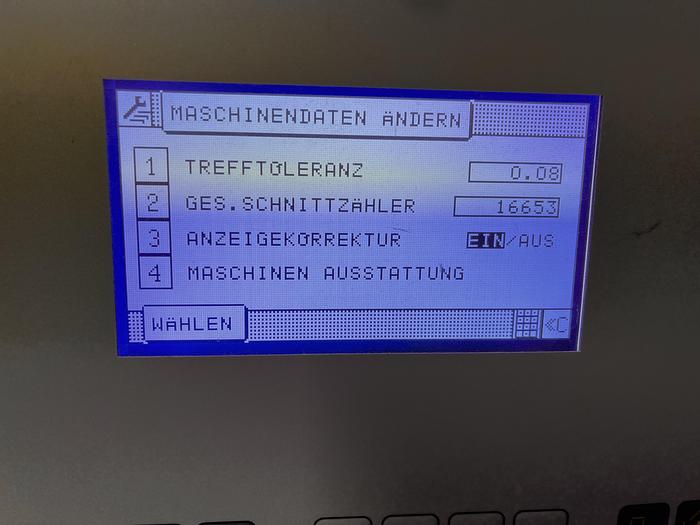 MASCHINENDATEN ÄNDERN
1 TREFFTOLERANZ 0.08
2 GES.SCHNITTZÄHLER 16653
3 ANZEIGEKORREKTUR EIN/AUS
4 MASCHINEN AUSSTATTUNG
WÄHLEN «C